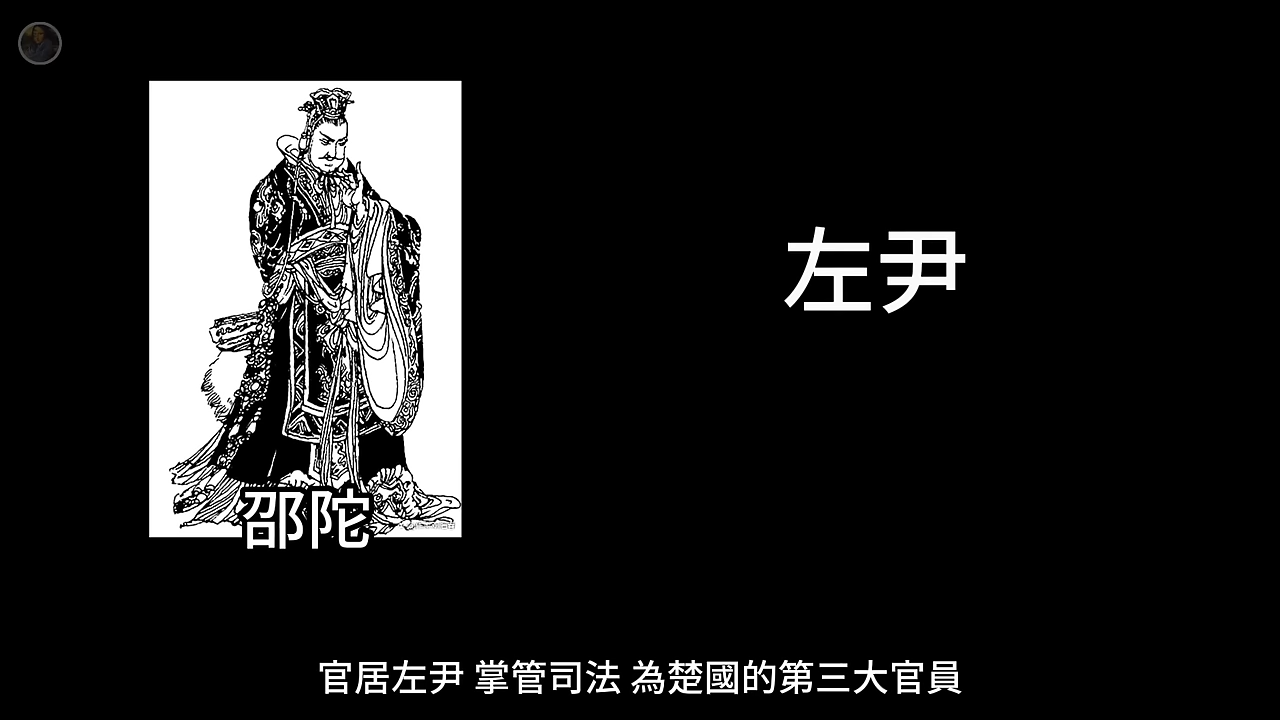 左尹
邵陀
官居左尹 掌管司法 為楚國的第三大官員